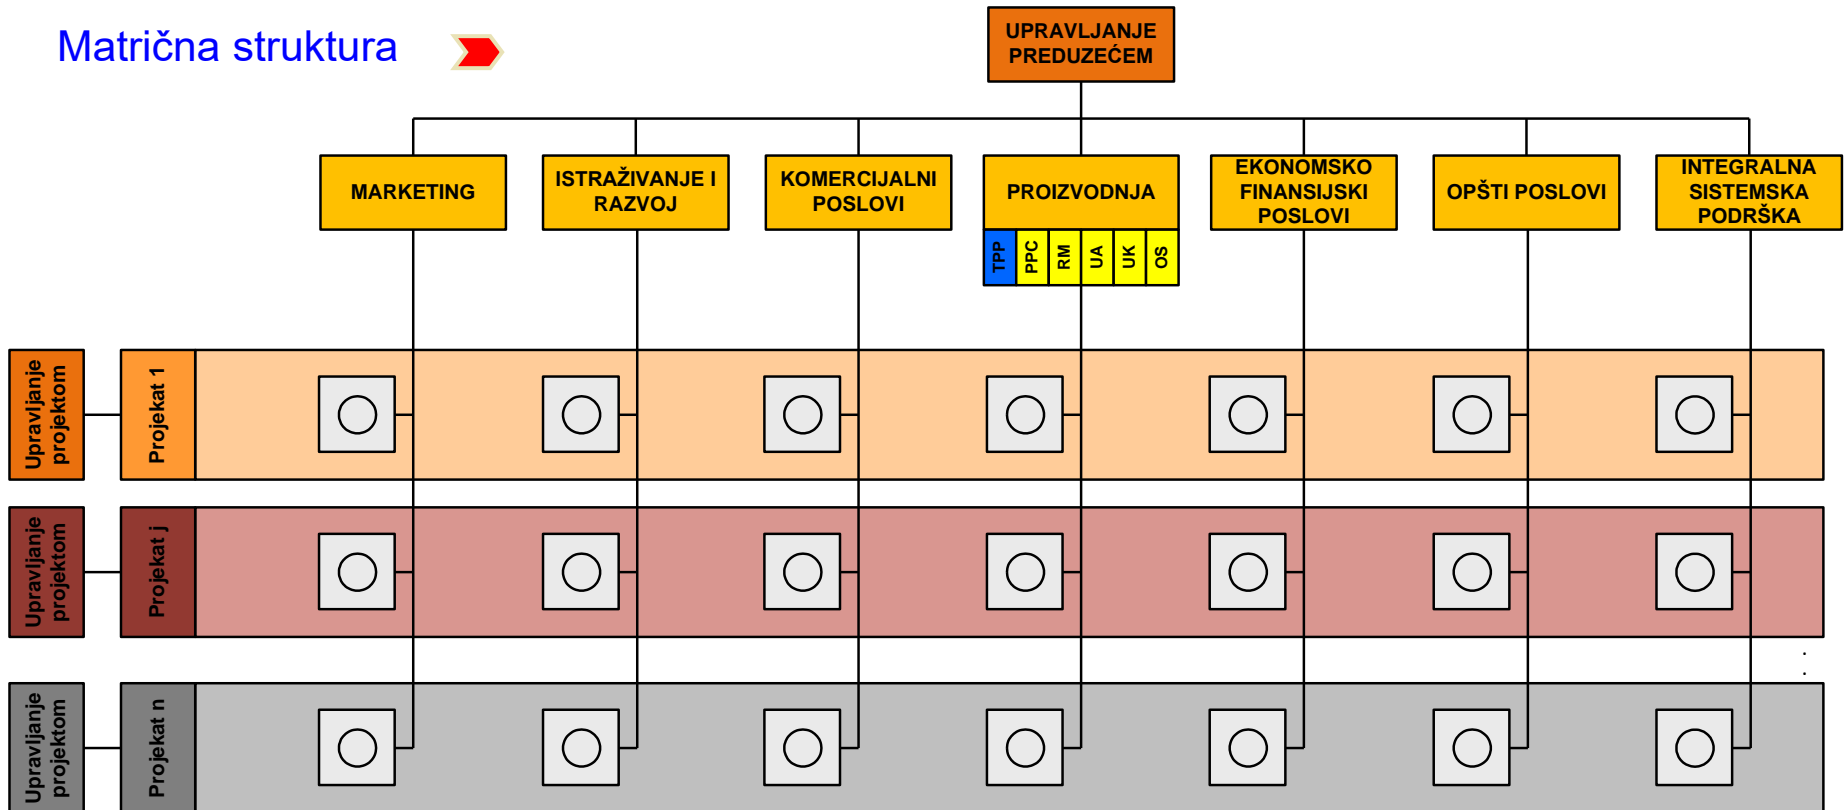 Matrična struktura
UPRAVLJANJE
PREDUZEĆEM
MARKETING
ISTRAŽIVANJE I
RAZVOJ
KOMERCIJALNI
POSLOVI
PROIZVODNJA
EKONOMSKO
FINANSIJSKI
POSLOVI
OPŠTI POSLOVI
INTEGRALNA
SISTEMSKA
PODRŠKA
TPP
PPC
RM
UA
UK
OS
Upravljanje
projektom
Projekat 1
Upravljanje
projektom
Projekat j
Upravljanje
projektom
Projekat n